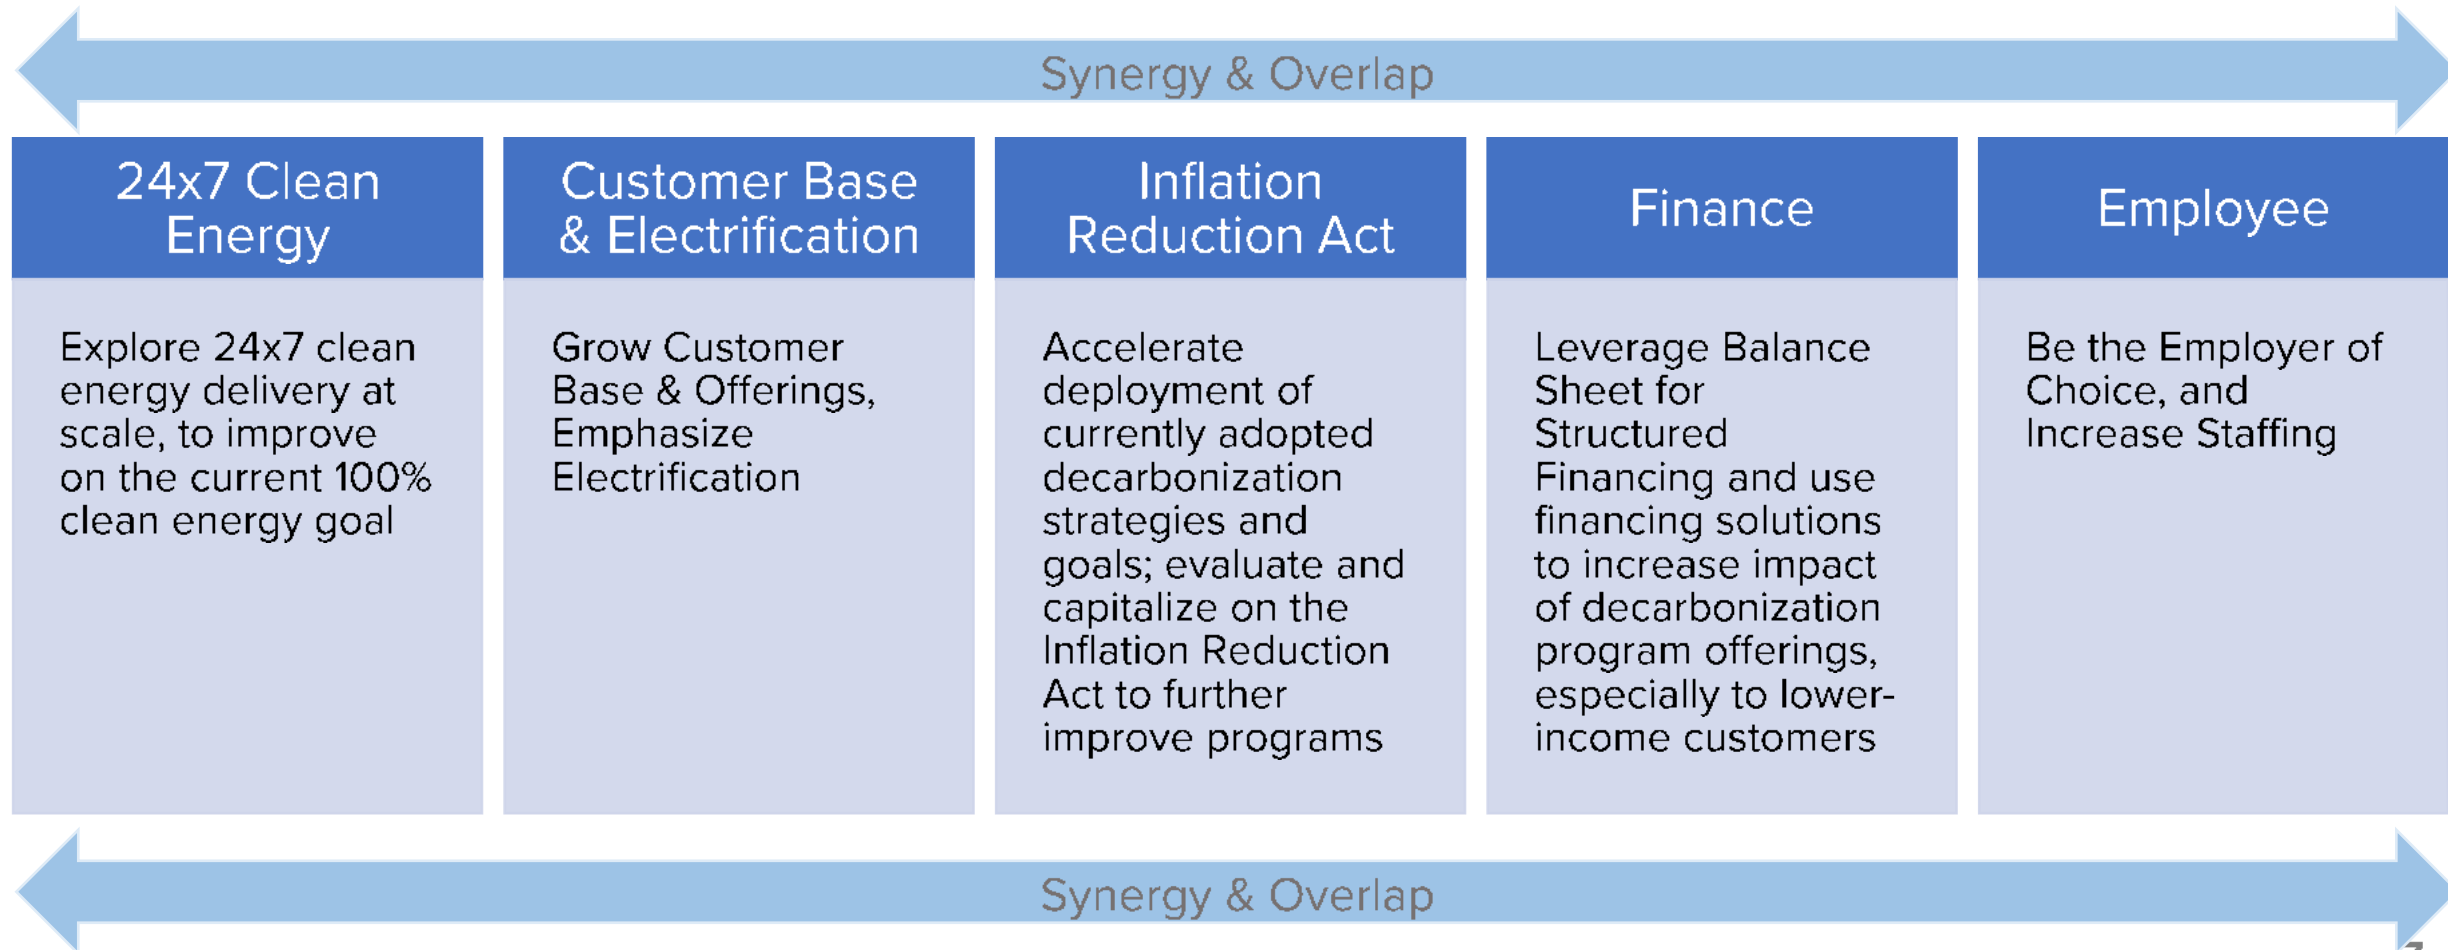 Synergy & Overlap
24x7 Clean
Energy
Explore 24x7 clean
energy delivery at
scale, to improve
on the current 100%
clean energy goal
Customer Base
& Electrification
Grow Customer
Base & Offerings,
Emphasize
Electrification
Inflation
Reduction Act
Accelerate
deployment of
currently adopted
decarbonization
strategies and
goals; evaluate and
capitalize on the
Inflation Reduction
Act to further
improve programs
Finance
Leverage Balance
Sheet for
Structured
Financing and use
financing solutions
to increase impact
of decarbonization
program offerings,
especially to lower-
income customers
Employee
Be the Employer of
Choice, and
Increase Staffing
Synergy & Overlap